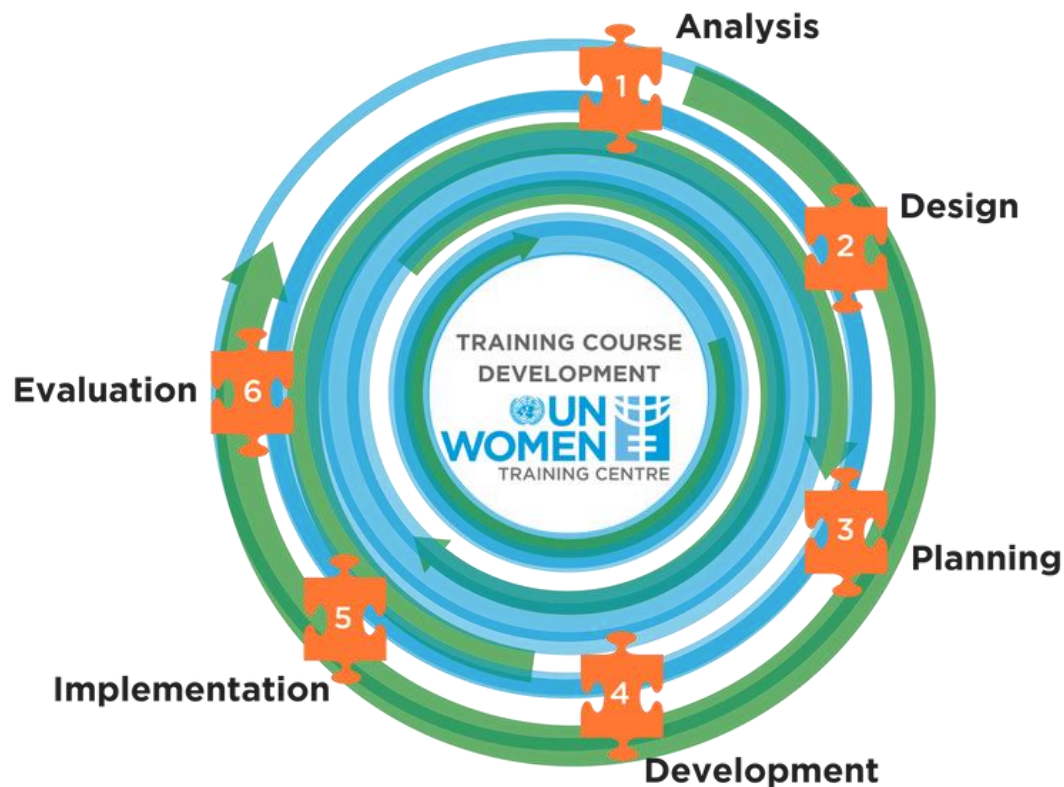 Analysis
1
Design
2
3
Planning
4
Development
5
Implementation
6
Evaluation
TRAINING COURSE
DEVELOPMENT
UN
WOMEN
TRAINING CENTRE